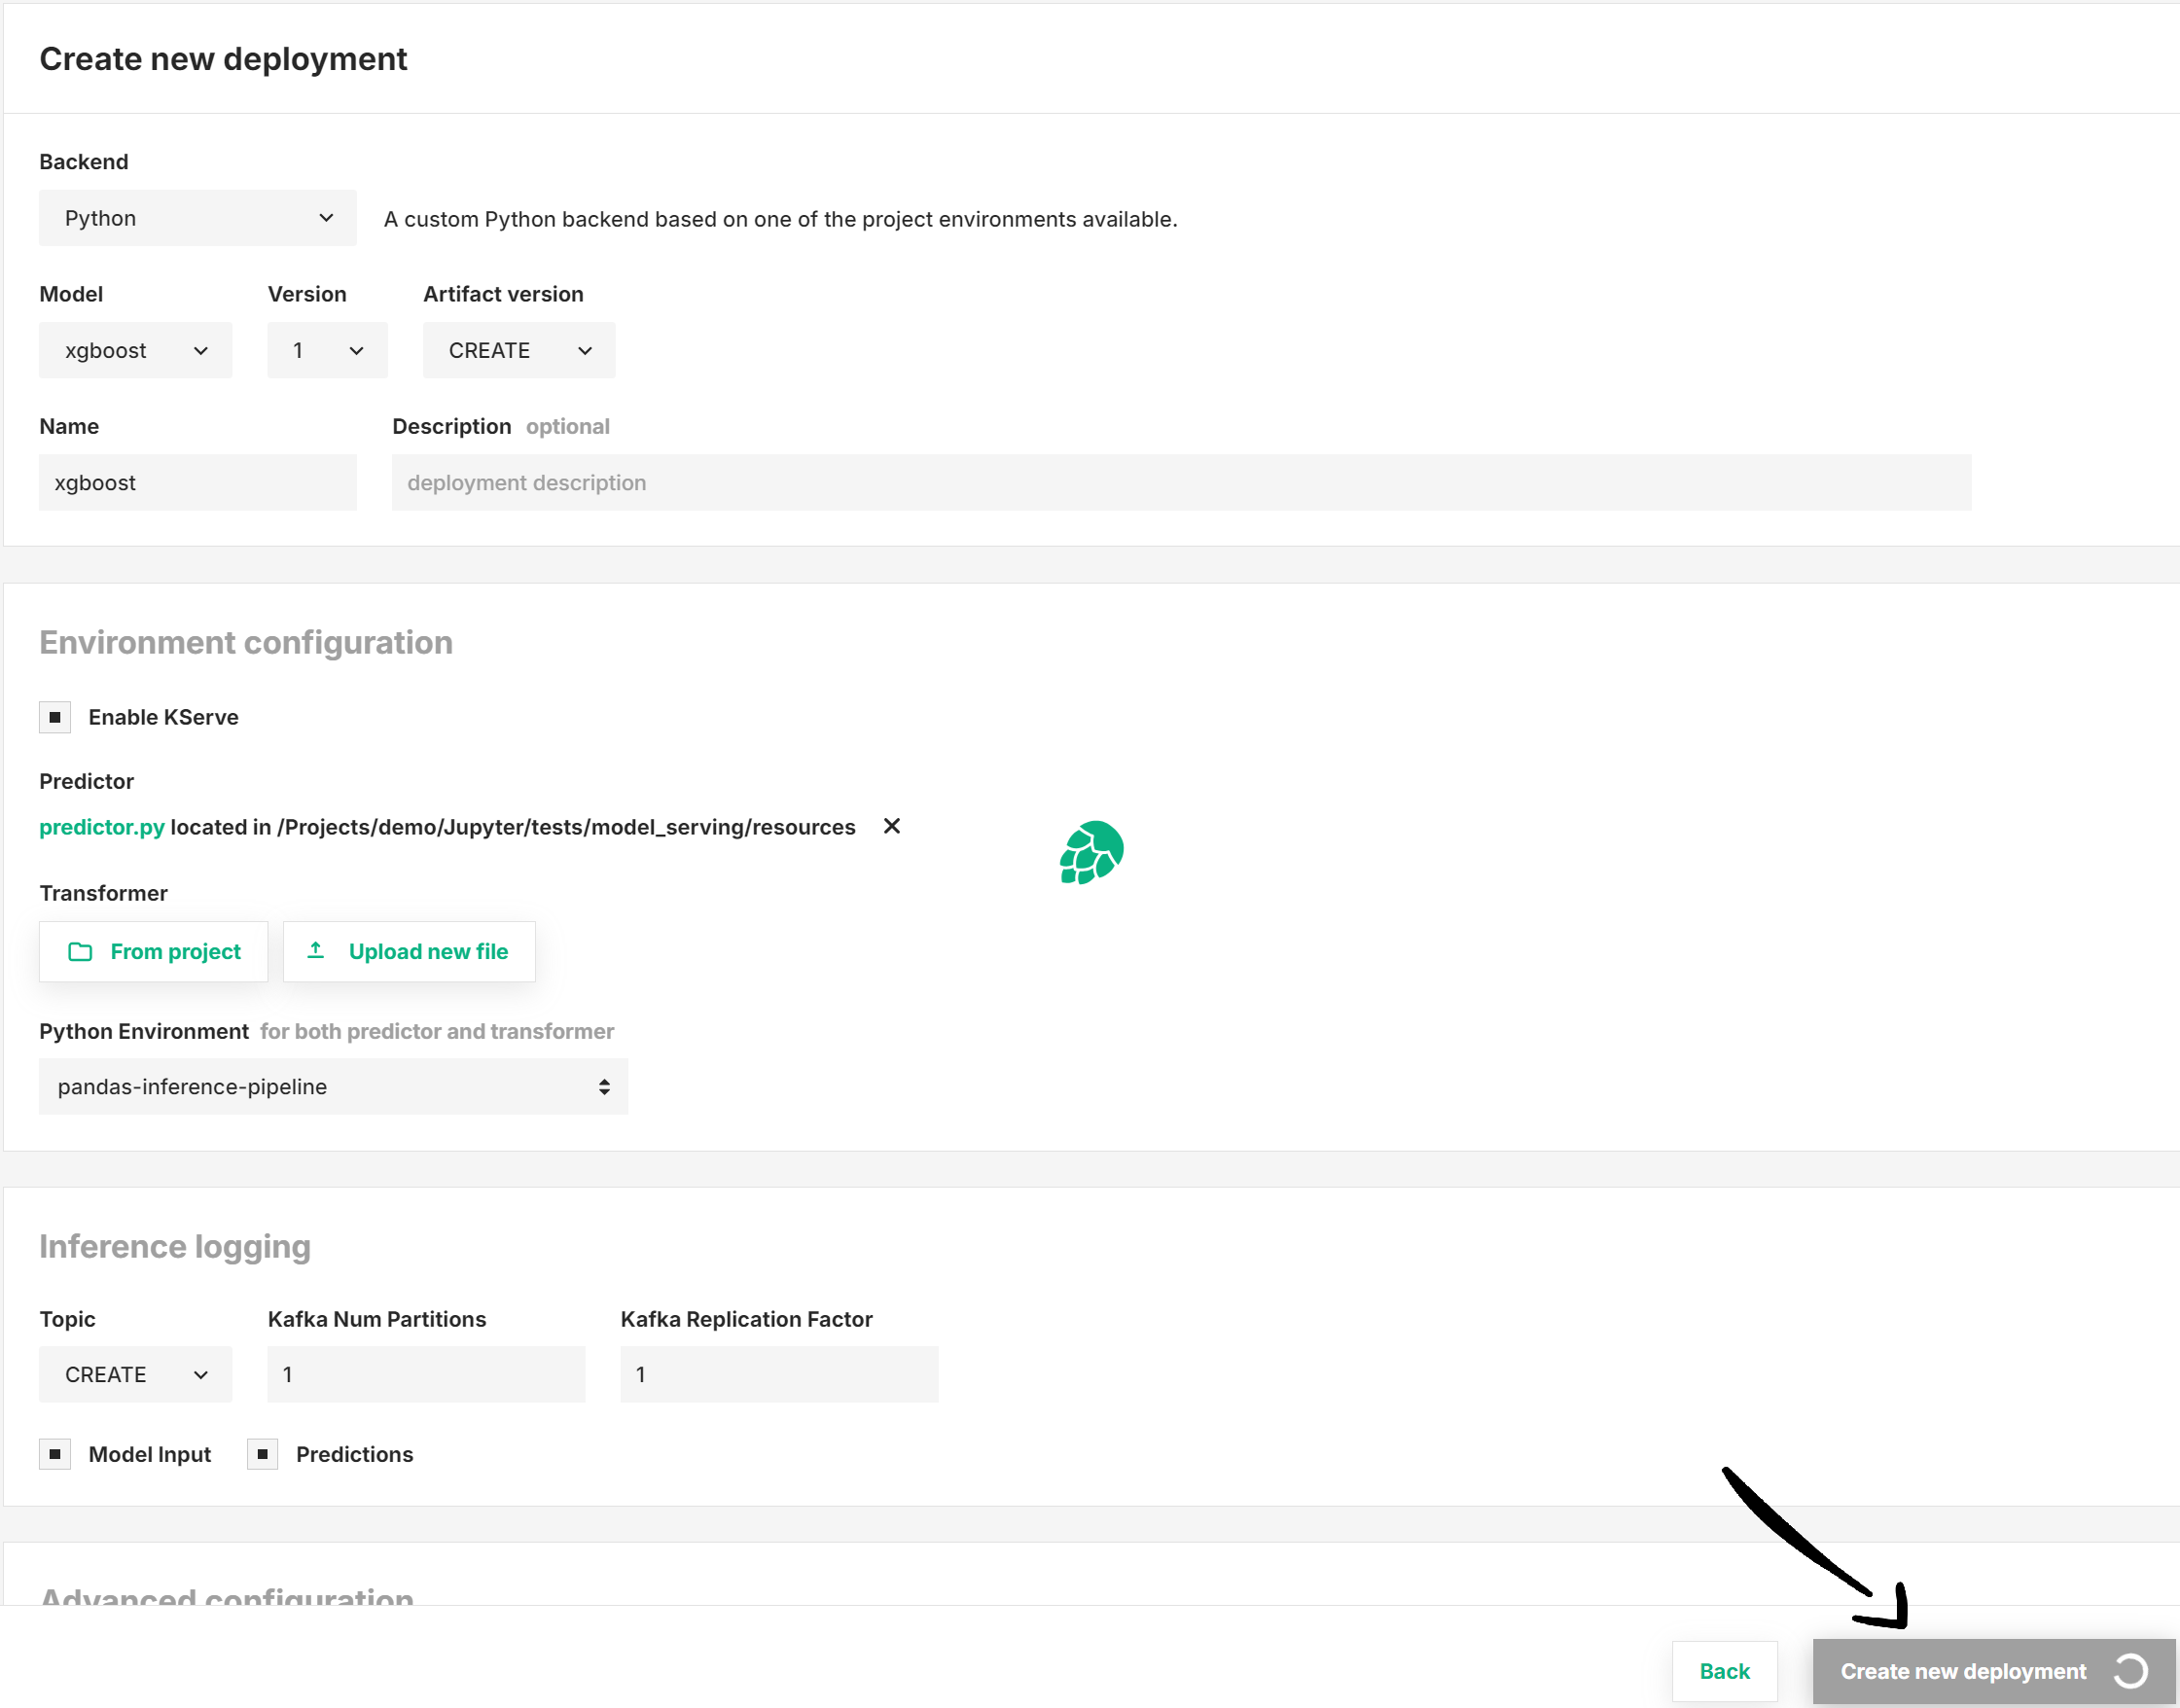 Create new deployment
Backend
Python
A custom Python backend based on one of the project environments available.
Model Version Artifact version
xgboost 1 CREATE
Name Description optional
xgboost deployment description
Environment configuration
Enable KServe
Predictor
predictor.py located in /Projects/demo/Jupyter/tests/model_serving/resources
Transformer
From project Upload new file
Python Environment for both predictor and transformer
pandas-inference-pipeline
Inference logging
Topic Kafka Num Partitions Kafka Replication Factor
CREATE 1 1
Model Input Predictions
Advanced configuration
Back Create new deployment